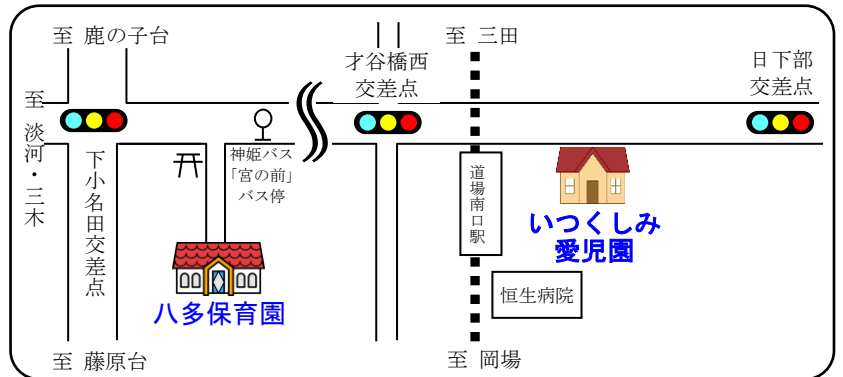 至 鹿の子台
至 三田
才谷橋西
交差点
日下部
交差点
至 淡河・三木
下小名田交差点
神姫バス
「宮の前」
バス停
道場南口駅
いつくしみ
愛児園
八多保育園
恒生病院
至 藤原台
至 岡場